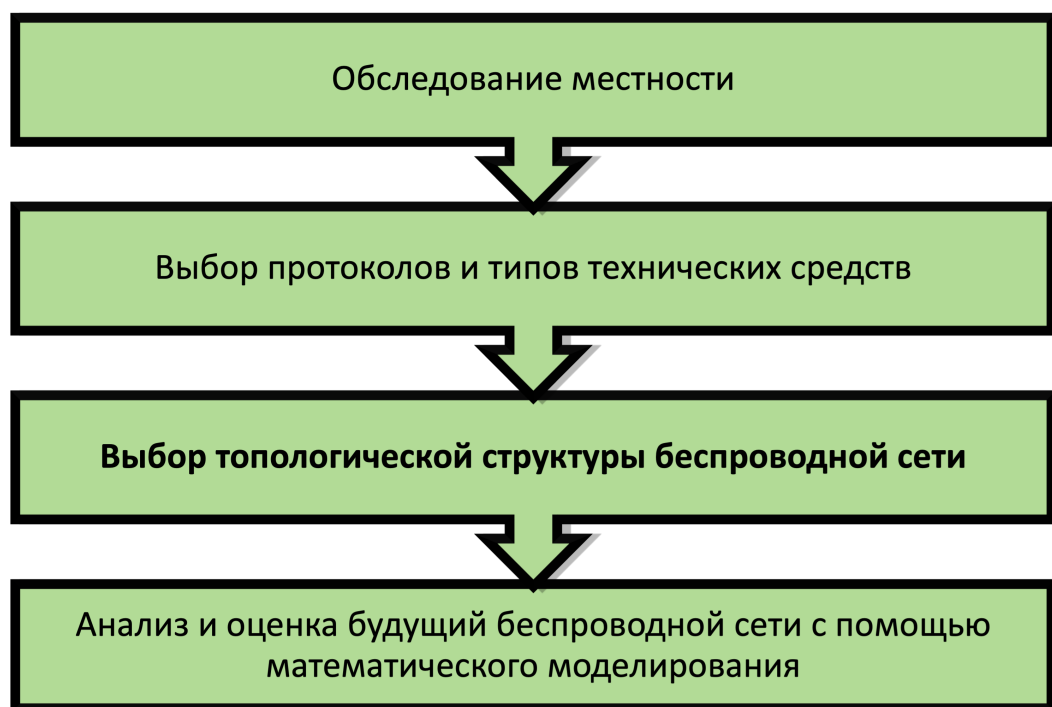 Обследование местности
Выбор протоколов и типов технических средств
Выбор топологической структуры беспроводной сети
Анализ и оценка будущий беспроводной сети с помощью
математического моделирования